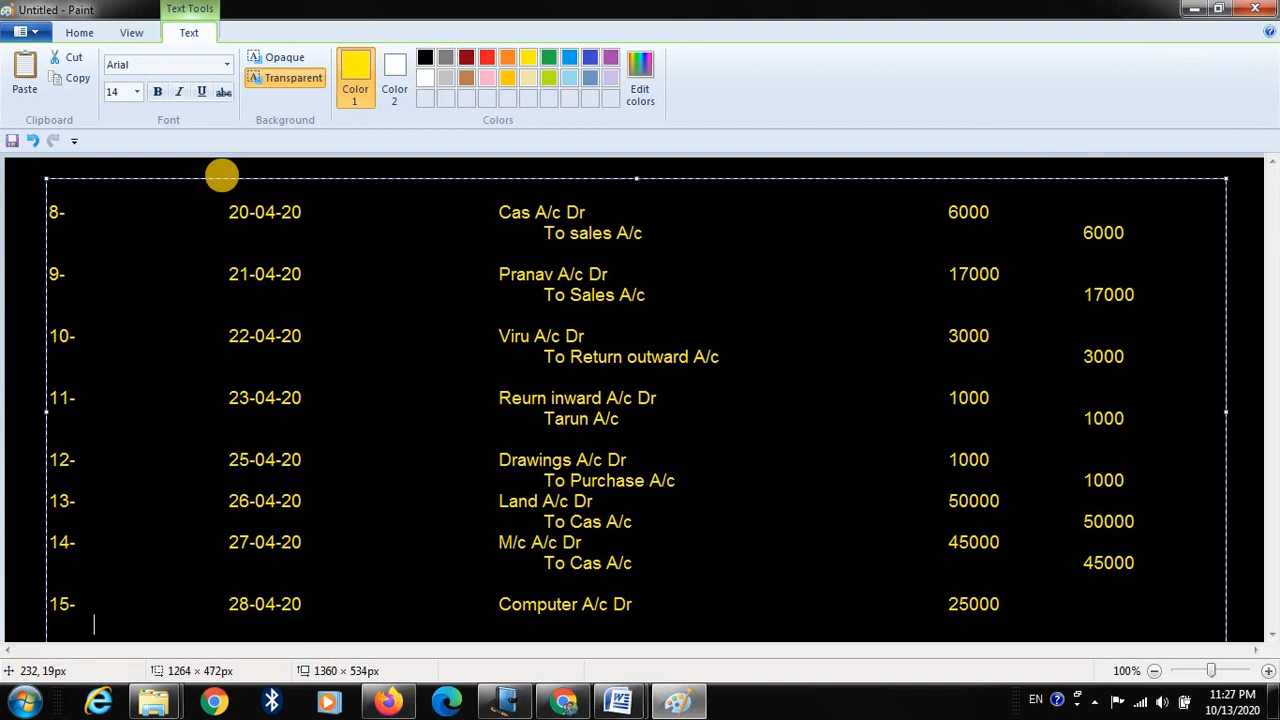 Untitled - Paint
Text Tools
Home View Text
Paste
Cut
Copy
Clipboard
Arial
14
B I U abc
Font
Opaque
Transparent
Background
Color 1
Color 2
Edit colors
Colors
8- 20-04-20 Cas A/c Dr 6000
To sales A/c 6000
9- 21-04-20 Pranav A/c Dr 17000
To Sales A/c 17000
10- 22-04-20 Viru A/c Dr 3000
To Return outward A/c 3000
11- 23-04-20 Reurn inward A/c Dr 1000
Tarun A/c 1000
12- 25-04-20 Drawings A/c Dr 1000
To Purchase A/c 1000
13- 26-04-20 Land A/c Dr 50000
To Cas A/c 50000
14- 27-04-20 M/c A/c Dr 45000
To Cas A/c 45000
15- 28-04-20 Computer A/c Dr 25000
232, 19px 1264 × 472px 1360 × 534px 100%
EN 11:27 PM
10/13/2020